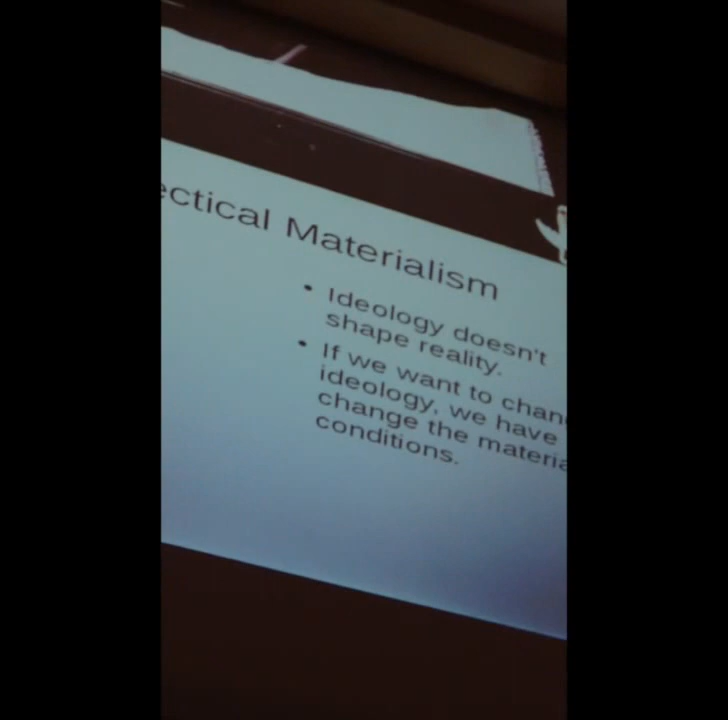 ectical Materialism
• Ideology doesn't
shape reality.
• If we want to chan
ideology, we have
change the materia
conditions.